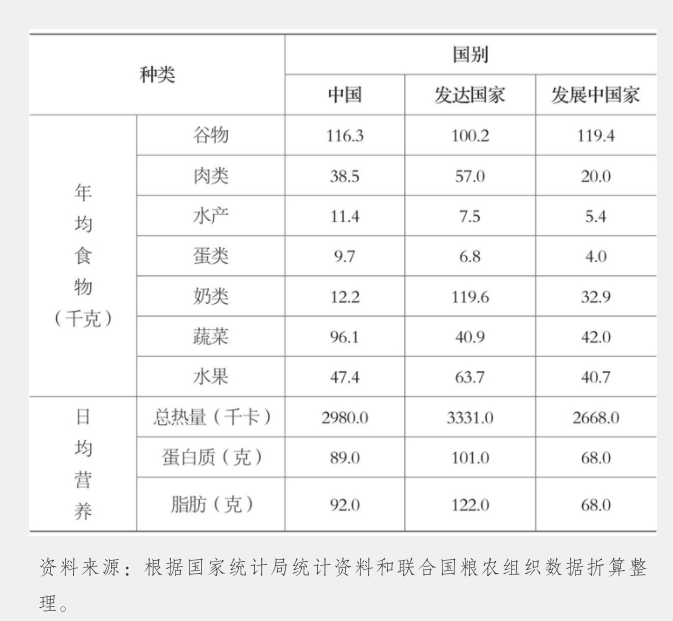 种类 国别
中国 发达国家 发展中国家
年均食物（千克）
谷物 116.3 100.2 119.4
肉类 38.5 57.0 20.0
水产 11.4 7.5 5.4
蛋类 9.7 6.8 4.0
奶类 12.2 119.6 32.9
蔬菜 96.1 40.9 42.0
水果 47.4 63.7 40.7
日均营养
总热量（千卡） 2980.0 3331.0 2668.0
蛋白质（克） 89.0 101.0 68.0
脂肪（克） 92.0 122.0 68.0
资料来源：根据国家统计局统计资料和联合国粮农组织数据折算整
理。